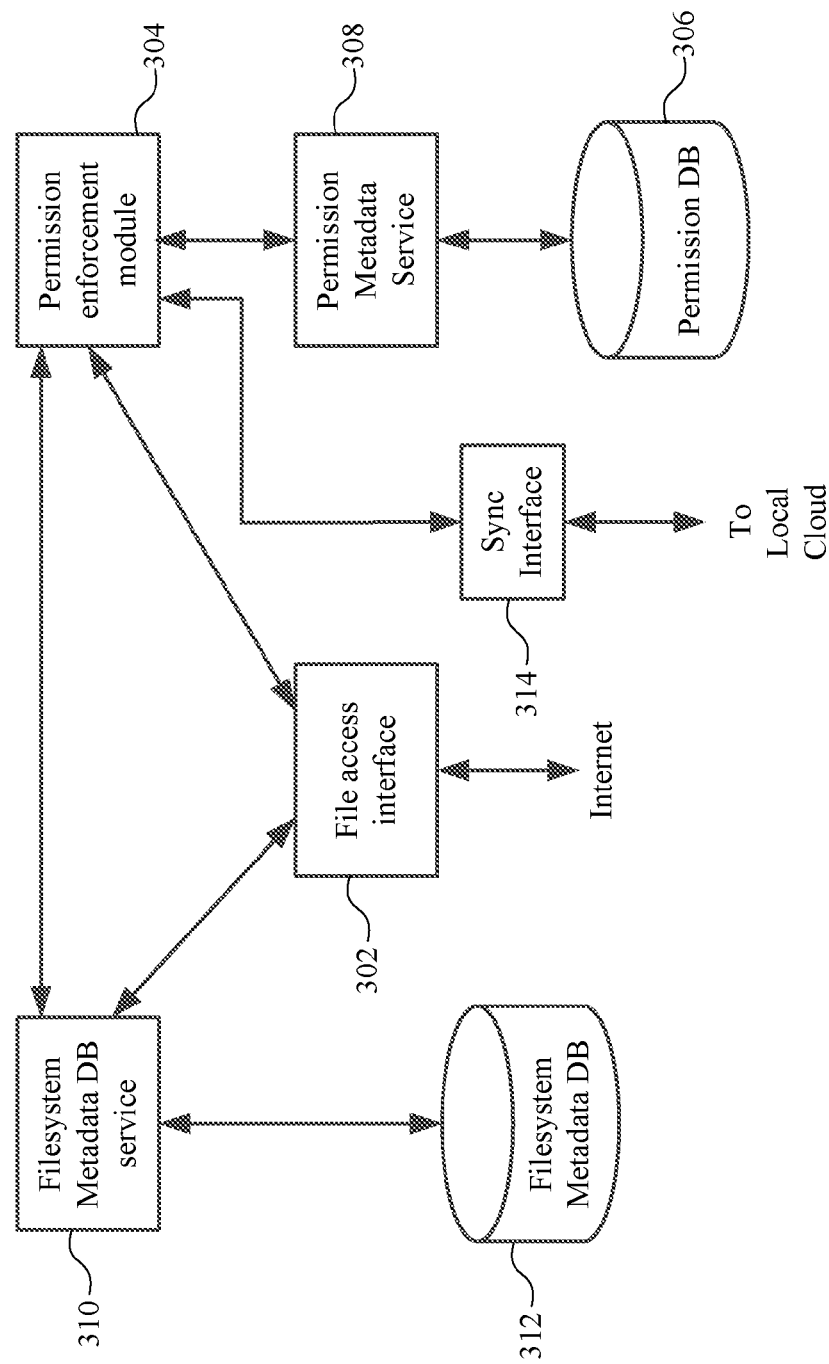 Filesystem
Metadata DB
service
310
Permission
enforcement
module
304
File access
interface
302
Permission
Metadata
Service
308
Internet
Sync
Interface
314
To
Local
Cloud
Filesystem
Metadata DB
312
Permission DB
306